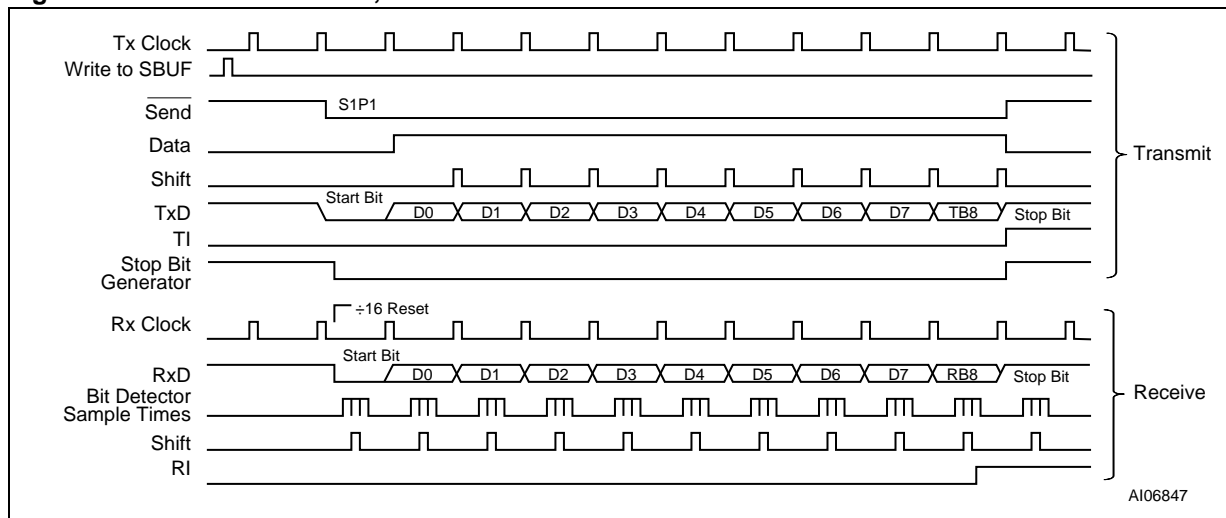 Tx Clock
Write to SBUF
Send
S1P1
Data
Transmit
Shift
TxD
Start Bit
D0 D1 D2 D3 D4 D5 D6 D7 TB8 Stop Bit
TI
Stop Bit
Generator
÷16 Reset
Rx Clock
Start Bit
RxD
D0 D1 D2 D3 D4 D5 D6 D7 RB8 Stop Bit
Bit Detector
Sample Times
Receive
Shift
RI
AI06847